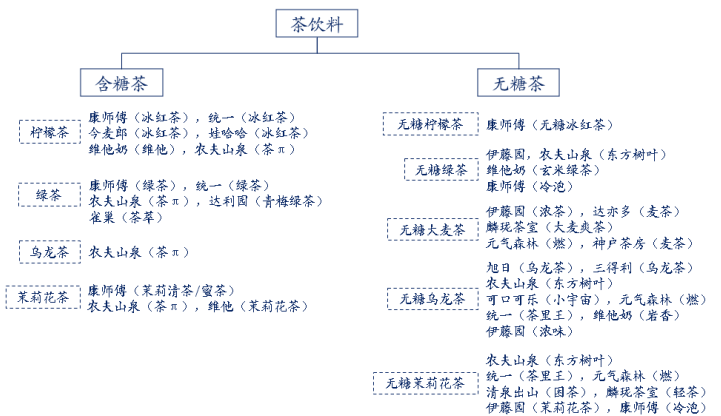 茶饮料
含糖茶
柠檬茶
康师傅（冰红茶），统一（冰红茶）
今麦郎（冰红茶），娃哈哈（冰红茶）
维他奶（维他），农夫山泉（茶π）
绿茶
康师傅（绿茶），统一（绿茶）
农夫山泉（茶π），达利园（青梅绿茶）
雀巢（茶萃）
乌龙茶
农夫山泉（茶π）
茉莉花茶
康师傅（茉莉清茶/蜜茶）
农夫山泉（茶π），维他（茉莉花茶）
无糖茶
无糖柠檬茶
康师傅（无糖冰红茶）
无糖绿茶
伊藤园，农夫山泉（东方树叶）
维他奶（玄米绿茶）
康师傅（冷泡）
无糖大麦茶
伊藤园（浓茶），达亦多（麦茶）
麟珑茶室（大麦爽茶）
元气森林（燃），神户茶房（麦茶）
无糖乌龙茶
旭日（乌龙茶），三得利（乌龙茶）
农夫山泉（东方树叶）
可口可乐（小宇宙），元气森林（燃）
统一（茶里王），维他奶（岩香）
伊藤园（浓味）
无糖茉莉花茶
农夫山泉（东方树叶）
统一（茶里王），元气森林（燃）
清泉出山（困茶），麟珑茶室（轻茶）
伊藤园（茉莉花茶），康师傅（冷泡）